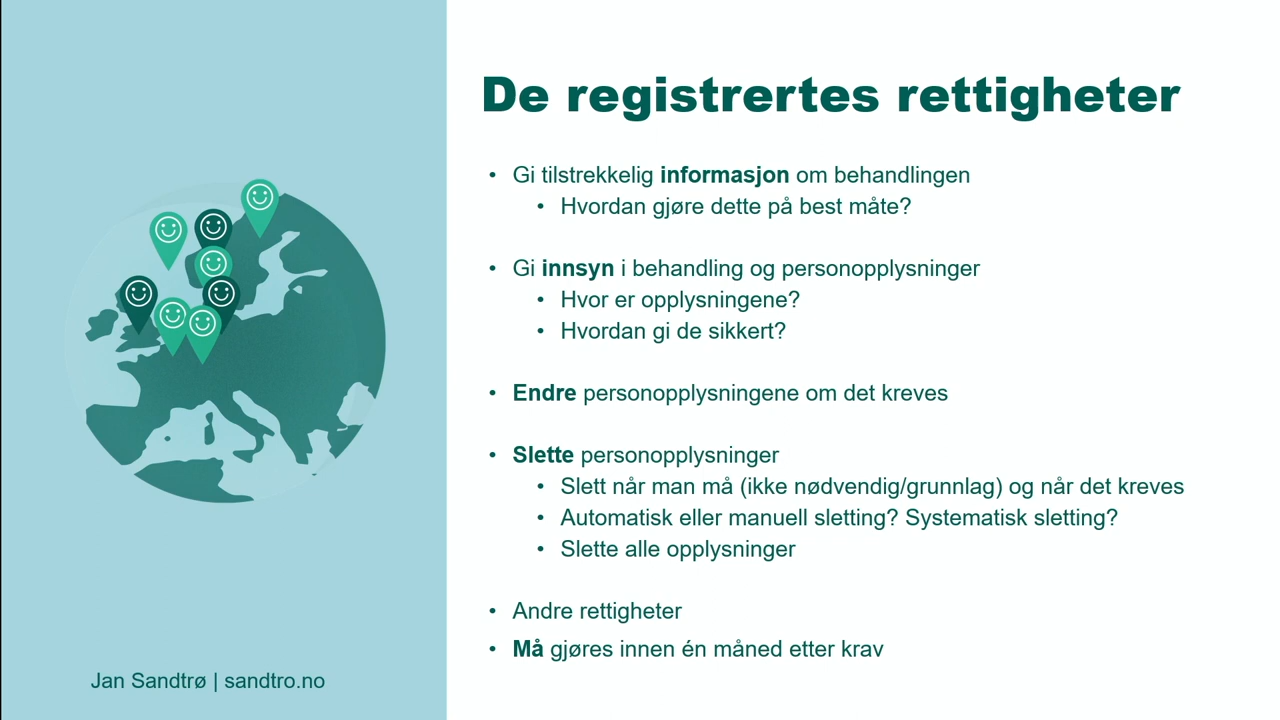 De registrertes rettigheter
• Gi tilstrekkelig informasjon om behandlingen
• Hvordan gjøre dette på best måte?
• Gi innsyn i behandling og personopplysninger
• Hvor er opplysningene?
• Hvordan gi de sikkert?
• Endre personopplysningene om det kreves
• Slette personopplysninger
• Slett når man må (ikke nødvendig/grunnlag) og når det kreves
• Automatisk eller manuell sletting? Systematisk sletting?
• Slette alle opplysninger
• Andre rettigheter
• Må gjøres innen én måned etter krav
Jan Sandtrø | sandtro.no